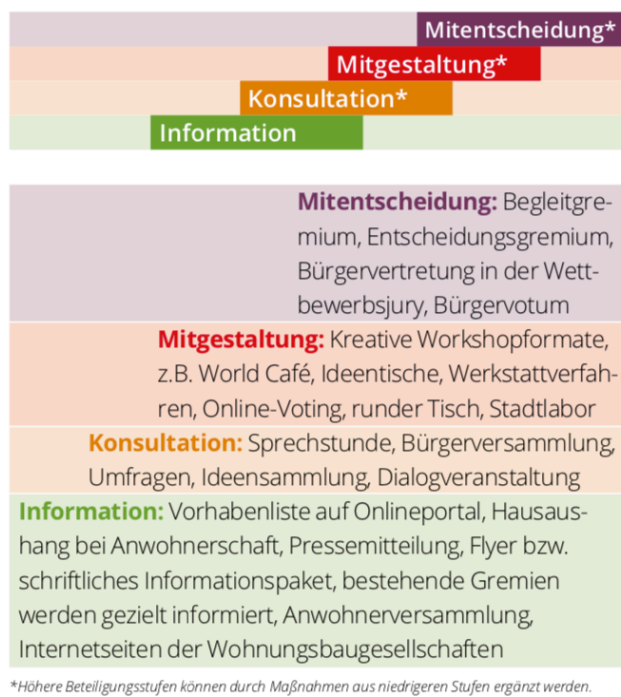 Mitentscheidung*
Mitgestaltung*
Konsultation*
Information
Mitentscheidung: Begleitgre-
mium, Entscheidungsgremium,
Bürgervertretung in der Wett-
bewerbsjury, Bürgervotum
Mitgestaltung: Kreative Workshopformate,
z.B. World Café, Ideentische, Werkstattverfah-
ren, Online-Voting, runder Tisch, Stadtlabor
Konsultation: Sprechstunde, Bürgerversammlung,
Umfragen, Ideensammlung, Dialogveranstaltung
Information: Vorhabenliste auf Onlineportal, Hausaus-
hang bei Anwohnerschaft, Pressemitteilung, Flyer bzw.
schriftliches Informationspaket, bestehende Gremien
werden gezielt informiert, Anwohnerversammlung,
Internetseiten der Wohnungsbaugesellschaften
*Höhere Beteiligungsstufen können durch Maßnahmen aus niedrigeren Stufen ergänzt werden.